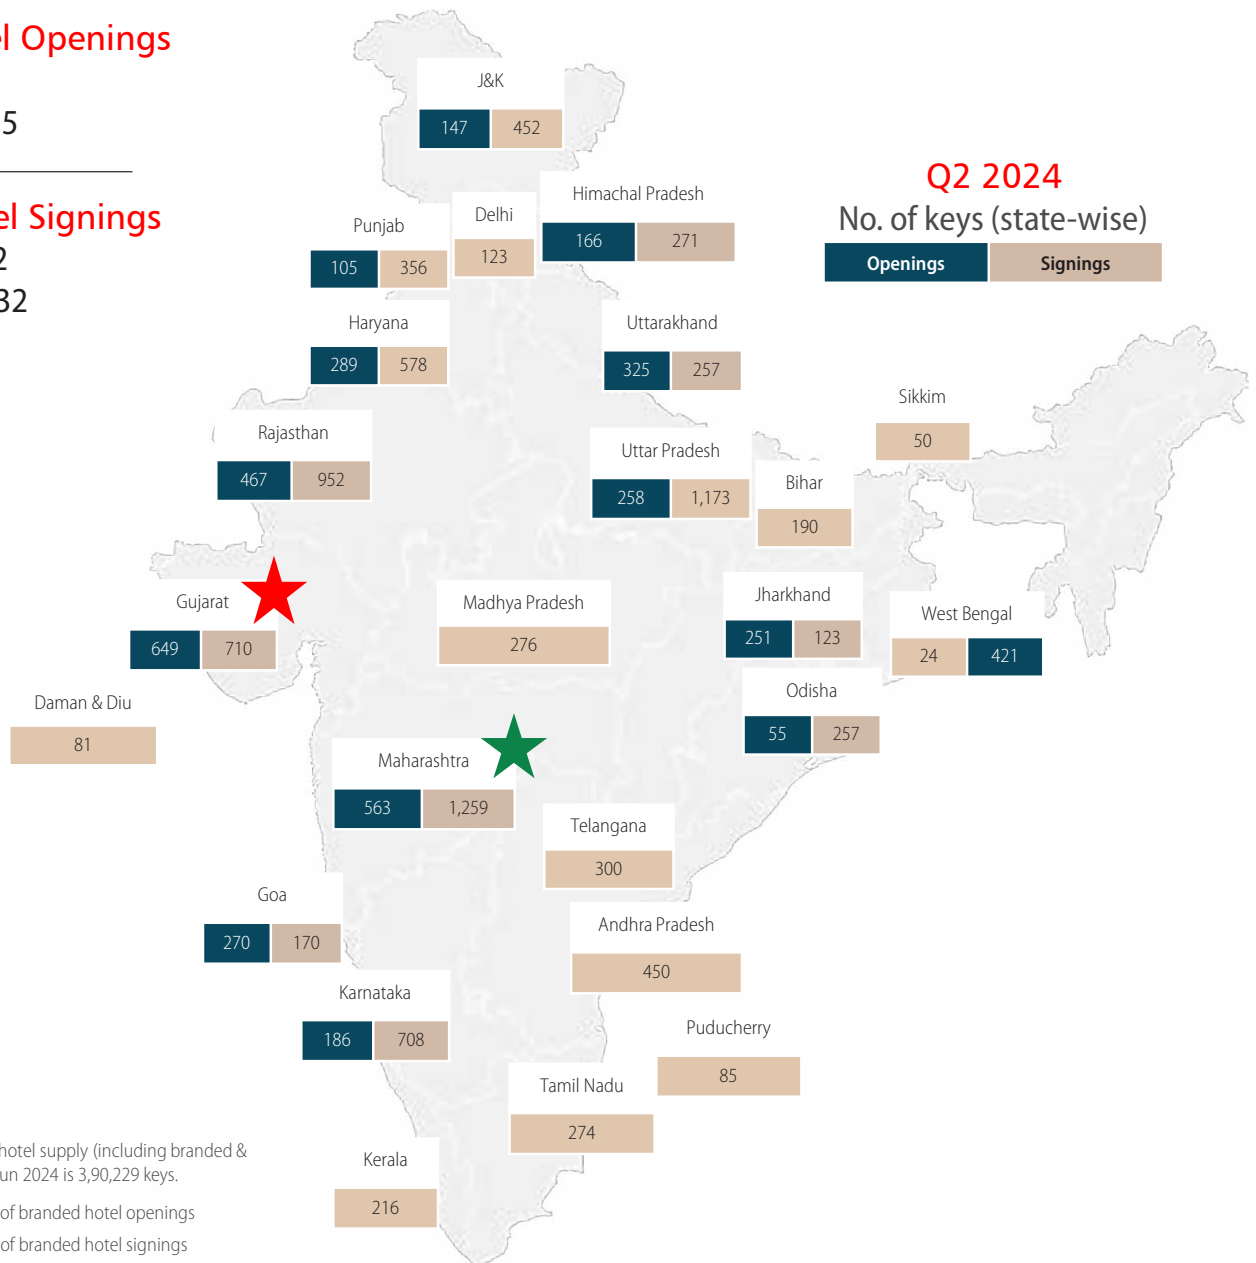 el Openings
5
el Signings
2
32
Q2 2024
No. of keys (state-wise)
Openings Signings
J&K
147 452
Himachal Pradesh
166 271
Delhi
123
Punjab
105 356
Haryana
289 578
Uttarakhand
325 257
Sikkim
50
Rajasthan
467 952
Uttar Pradesh
258 1,173
Bihar
190
Gujarat
649 710
Madhya Pradesh
276
Jharkhand
251 123
West Bengal
24 421
Odisha
55 257
Daman & Diu
81
Maharashtra
563 1,259
Telangana
300
Goa
270 170
Andhra Pradesh
450
Karnataka
186 708
Puducherry
85
Tamil Nadu
274
Kerala
216
hotel supply (including branded &
un 2024 is 3,90,229 keys.
of branded hotel openings
of branded hotel signings